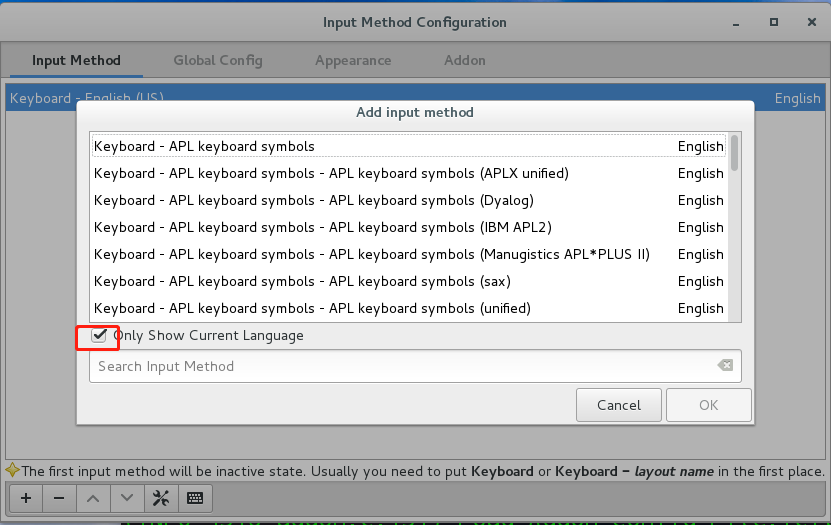 Input Method Configuration
Input Method Global Config Appearance Addon
Keyboard - English (US) English
Add input method
Keyboard - APL keyboard symbols English
Keyboard - APL keyboard symbols - APL keyboard symbols (APLX unified) English
Keyboard - APL keyboard symbols - APL keyboard symbols (Dyalog) English
Keyboard - APL keyboard symbols - APL keyboard symbols (IBM APL2) English
Keyboard - APL keyboard symbols - APL keyboard symbols (Manugistics APL*PLUS II) English
Keyboard - APL keyboard symbols - APL keyboard symbols (sax) English
Keyboard - APL keyboard symbols - APL keyboard symbols (unified) English
Only Show Current Language
Search Input Method
Cancel OK
The first input method will be inactive state. Usually you need to put Keyboard or Keyboard - layout name in the first place.